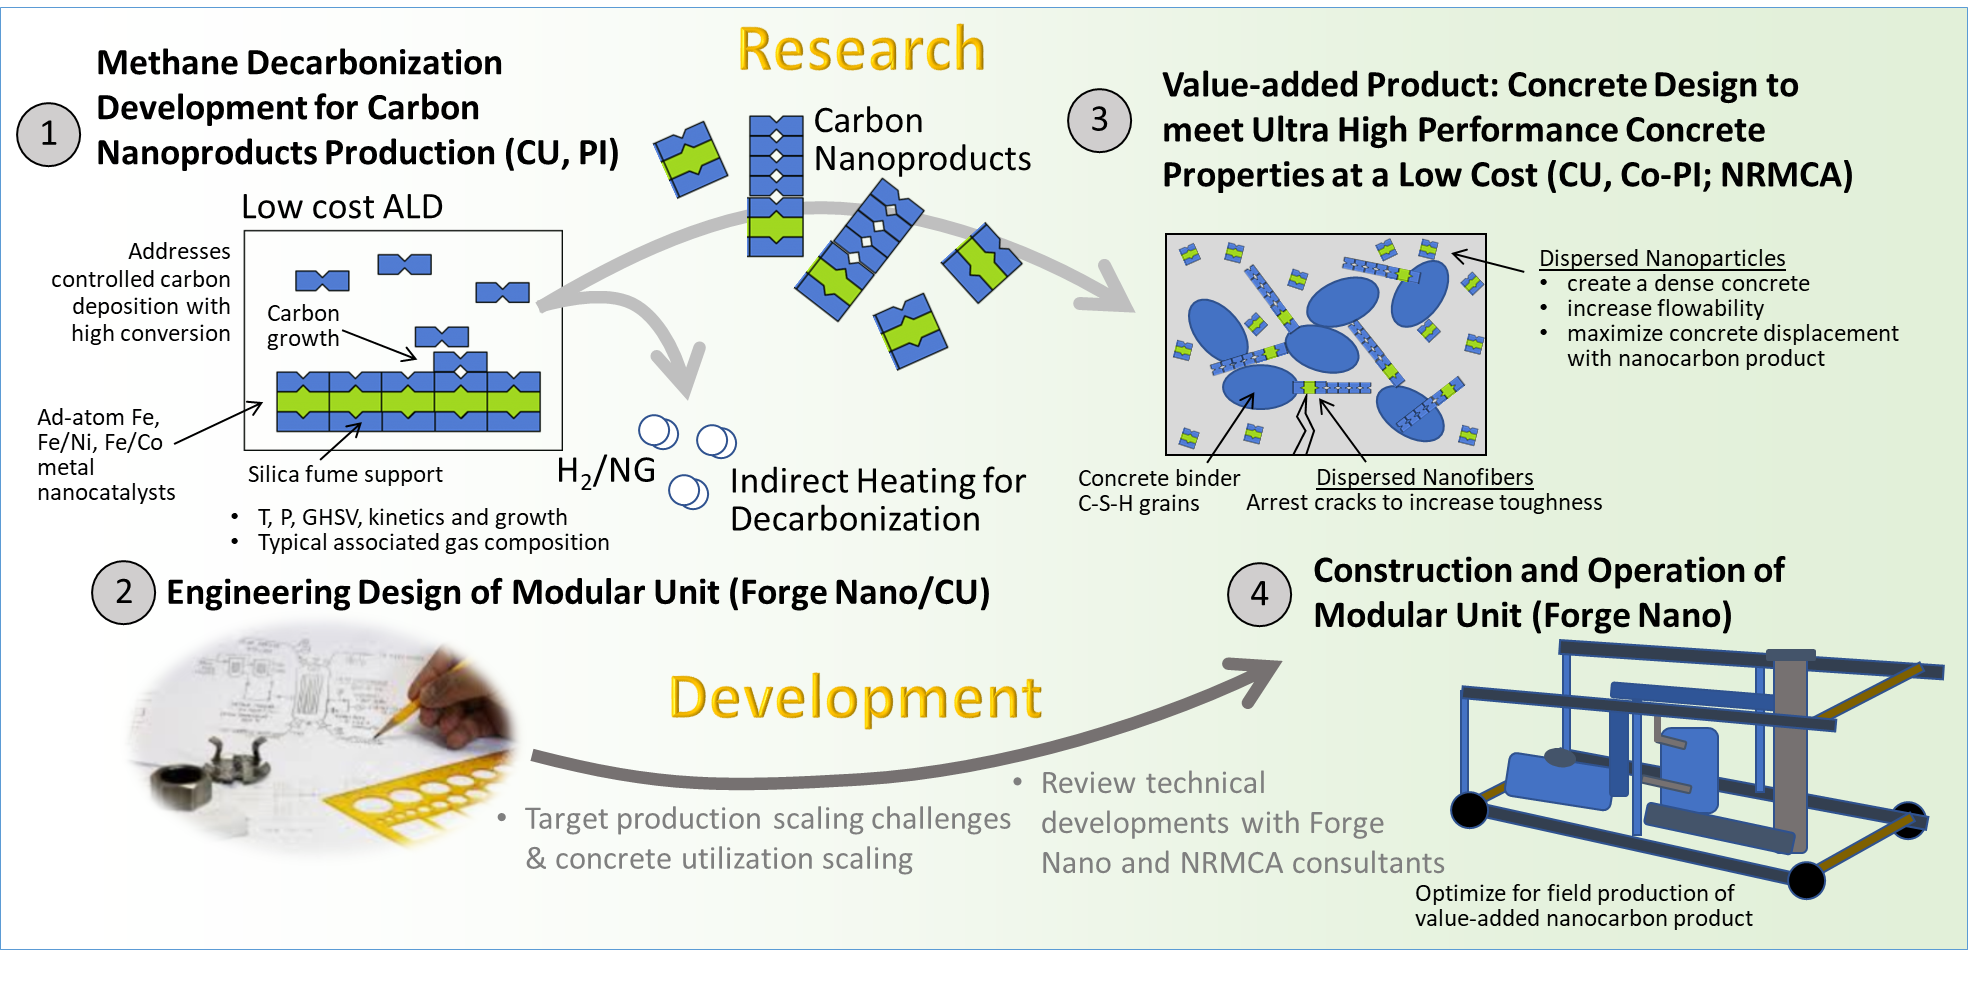 Research
1
Methane Decarbonization
Development for Carbon
Nanoproducts Production (CU, PI)
Low cost ALD
Addresses
controlled carbon
deposition with
high conversion
Carbon
growth
Ad-atom Fe,
Fe/Ni, Fe/Co
metal
nanocatalysts
Silica fume support
• T, P, GHSV, kinetics and growth
• Typical associated gas composition
Carbon
Nanoproducts
H₂/NG
Indirect Heating for
Decarbonization
3
Value-added Product: Concrete Design to
meet Ultra High Performance Concrete
Properties at a Low Cost (CU, Co-PI; NRMCA)
Dispersed Nanoparticles
• create a dense concrete
• increase flowability
• maximize concrete displacement
with nanocarbon product
Concrete binder
C-S-H grains
Dispersed Nanofibers
Arrest cracks to increase toughness
2
Engineering Design of Modular Unit (Forge Nano/CU)
Development
• Target production scaling challenges
& concrete utilization scaling
• Review technical
developments with Forge
Nano and NRMCA consultants
4
Construction and Operation of
Modular Unit (Forge Nano)
Optimize for field production of
value-added nanocarbon product